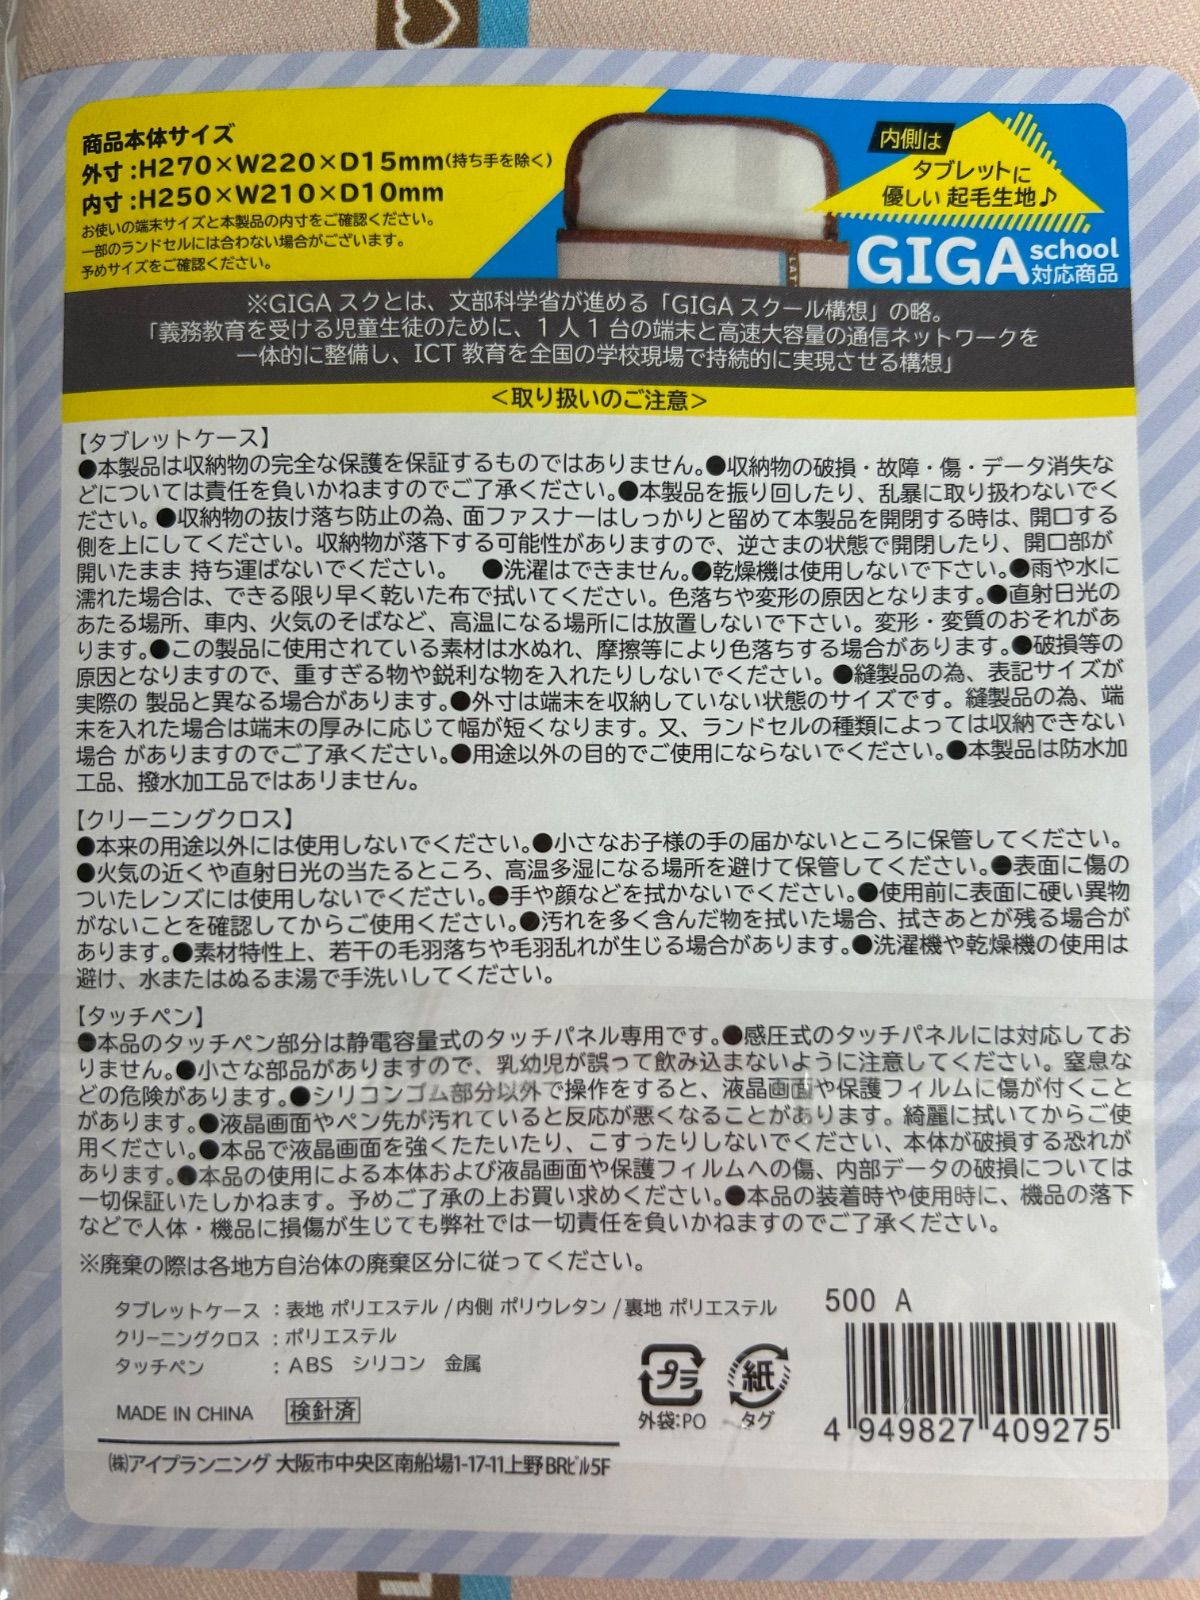 商品本体サイズ
外寸：H270×W220×D15mm(持ち手を除く)
内寸：H250×W210×D10mm
お使いの端末サイズと本製品の内寸をご確認ください。
一部のランドセルには合わない場合がございます。
予めサイズをご確認ください。
内側は
タブレットに
優しい 起毛生地♪
GIGA school
対応商品
※GIGA スクとは、文部科学省が進める「GIGA スクール構想」の略。
「義務教育を受ける児童生徒のために、1 人 1 台の端末と高速大容量の通信ネットワークを
一体的に整備し、ICT 教育を全国の学校現場で持続的に実現させる構想」
＜取り扱いのご注意＞
【タブレットケース】
●本製品は収納物の完全な保護を保証するものではありません。●収納物の破損・故障・傷・データ消失な
どについては責任を負いかねますのでご了承ください。●本製品を振り回したり、乱暴に取り扱わないでく
ださい。●収納物の抜け落ち防止の為、面ファスナーはしっかりと留めて本製品を開閉する時は、開口する
側を上にしてください。収納物が落下する可能性がありますので、逆さまの状態で開閉したり、開口部が
開いたまま 持ち運ばないでください。　●洗濯はできません。●乾燥機は使用しないで下さい。●雨や水に
濡れた場合は、できる限り早く乾いた布で拭いてください。色落ちや変形の原因となります。●直射日光の
あたる場所、車内、火気のそばなど、高温になる場所には放置しないで下さい。変形・変質のおそれがあ
ります。●この製品に使用されている素材は水ぬれ、摩擦等により色落ちする場合があります。●破損等の
原因となりますので、重すぎる物や鋭利な物を入れたりしないでください。●縫製品の為、表記サイズが
実際の 製品と異なる場合があります。●外寸は端末を収納していない状態のサイズです。縫製品の為、端
末を入れた場合は端末の厚みに応じて幅が短くなります。又、ランドセルの種類によっては収納できない
場合 がありますのでご了承ください。●用途以外の目的でご使用にならないでください。●本製品は防水加
工品、撥水加工品ではありません。
【クリーニングクロス】
●本来の用途以外には使用しないでください。●小さなお子様の手の届かないところに保管してください。
●火気の近くや直射日光の当たるところ、高温多湿になる場所を避けて保管してください。●表面に傷の
ついたレンズには使用しないでください。●手や顔などを拭かないでください。●使用前に表面に硬い異物
がないことを確認してからご使用ください。●汚れを多く含んだ物を拭いた場合、拭きあとが残る場合が
あります。●素材特性上、若干の毛羽落ちや毛羽乱れが生じる場合があります。●洗濯機や乾燥機の使用は
避け、水またはぬるま湯で手洗いしてください。
【タッチペン】
●本品のタッチペン部分は静電容量式のタッチパネル専用です。●感圧式のタッチパネルには対応してお
りません。●小さな部品がありますので、乳幼児が誤って飲み込まないように注意してください。窒息な
どの危険があります。●シリコンゴム部分以外で操作をすると、液晶画面や保護フィルムに傷が付くこと
があります。●液晶画面やペン先が汚れていると反応が悪くなることがあります。綺麗に拭いてからご使
用ください。●本品で液晶画面を強くたたいたり、こすったりしないでください、本体が破損する恐れが
あります。●本品の使用による本体および液晶画面や保護フィルムへの傷、内部データの破損については
一切保証いたしかねます。予めご了承の上お買い求めください。●本品の装着時や使用時に、機品の落下
などで人体・機品に損傷が生じても弊社では一切責任を負いかねますのでご了承ください。
※廃棄の際は各地方自治体の廃棄区分に従ってください。
タブレットケース ：表地 ポリエステル / 内側 ポリウレタン / 裏地 ポリエステル
クリーニングクロス ：ポリエステル
タッチペン ：ABS　シリコン　金属
MADE IN CHINA 検針済
㈱アイプランニング 大阪市中央区南船場1-17-11上野BRビル5F
プラ
外袋：PO
紙
タグ
500 A
4 949827 409275